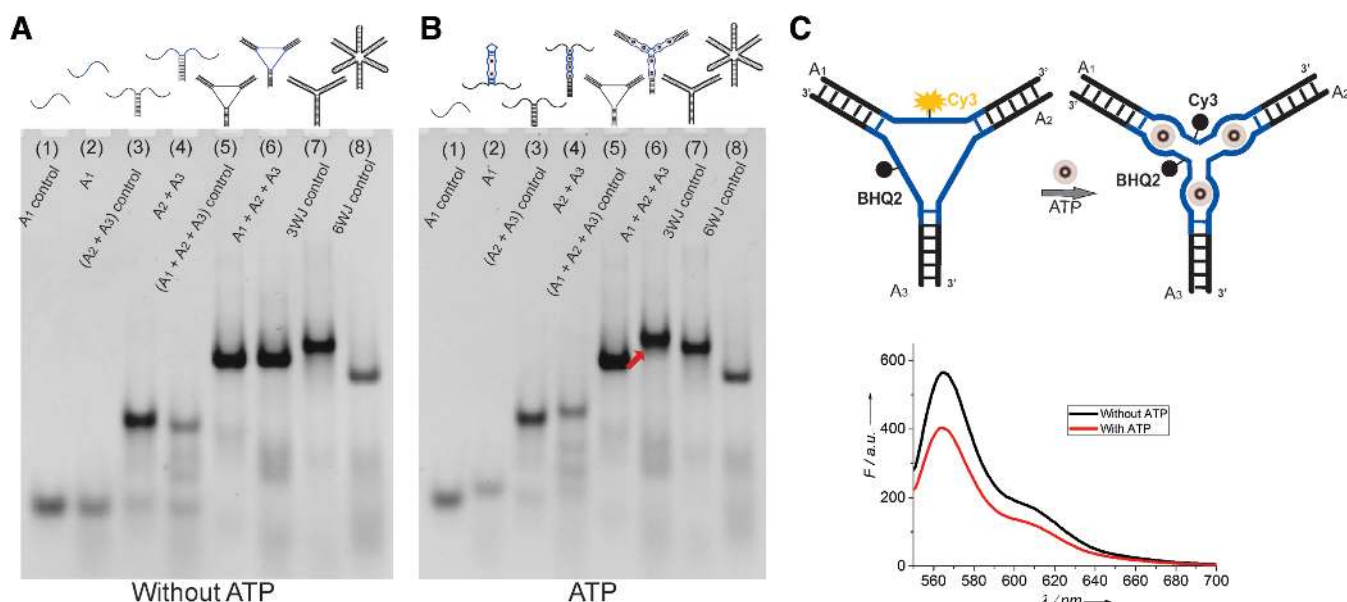 A
(1)
(2)
(3)
(4)
(5)
(6)
(7)
(8)
A1 control
A1
(A2 + A3) control
A2 + A3
(A1 + A2 + A3) control
A1 + A2 + A3
3WJ control
6WJ control
Without ATP
B
(1)
(2)
(3)
(4)
(5)
(6)
(7)
(8)
A1 control
A1
(A2 + A3) control
A2 + A3
(A1 + A2 + A3) control
A1 + A2 + A3
3WJ control
6WJ control
ATP
C
A1
3'
Cy3
3'
A2
BHQ2
A3
3'
ATP
A1
3'
Cy3
3'
A2
BHQ2
A3
3'
600
400
200
0
F / a.u.
Without ATP
With ATP
560 580 600 620 640 660 680 700
λ / nm